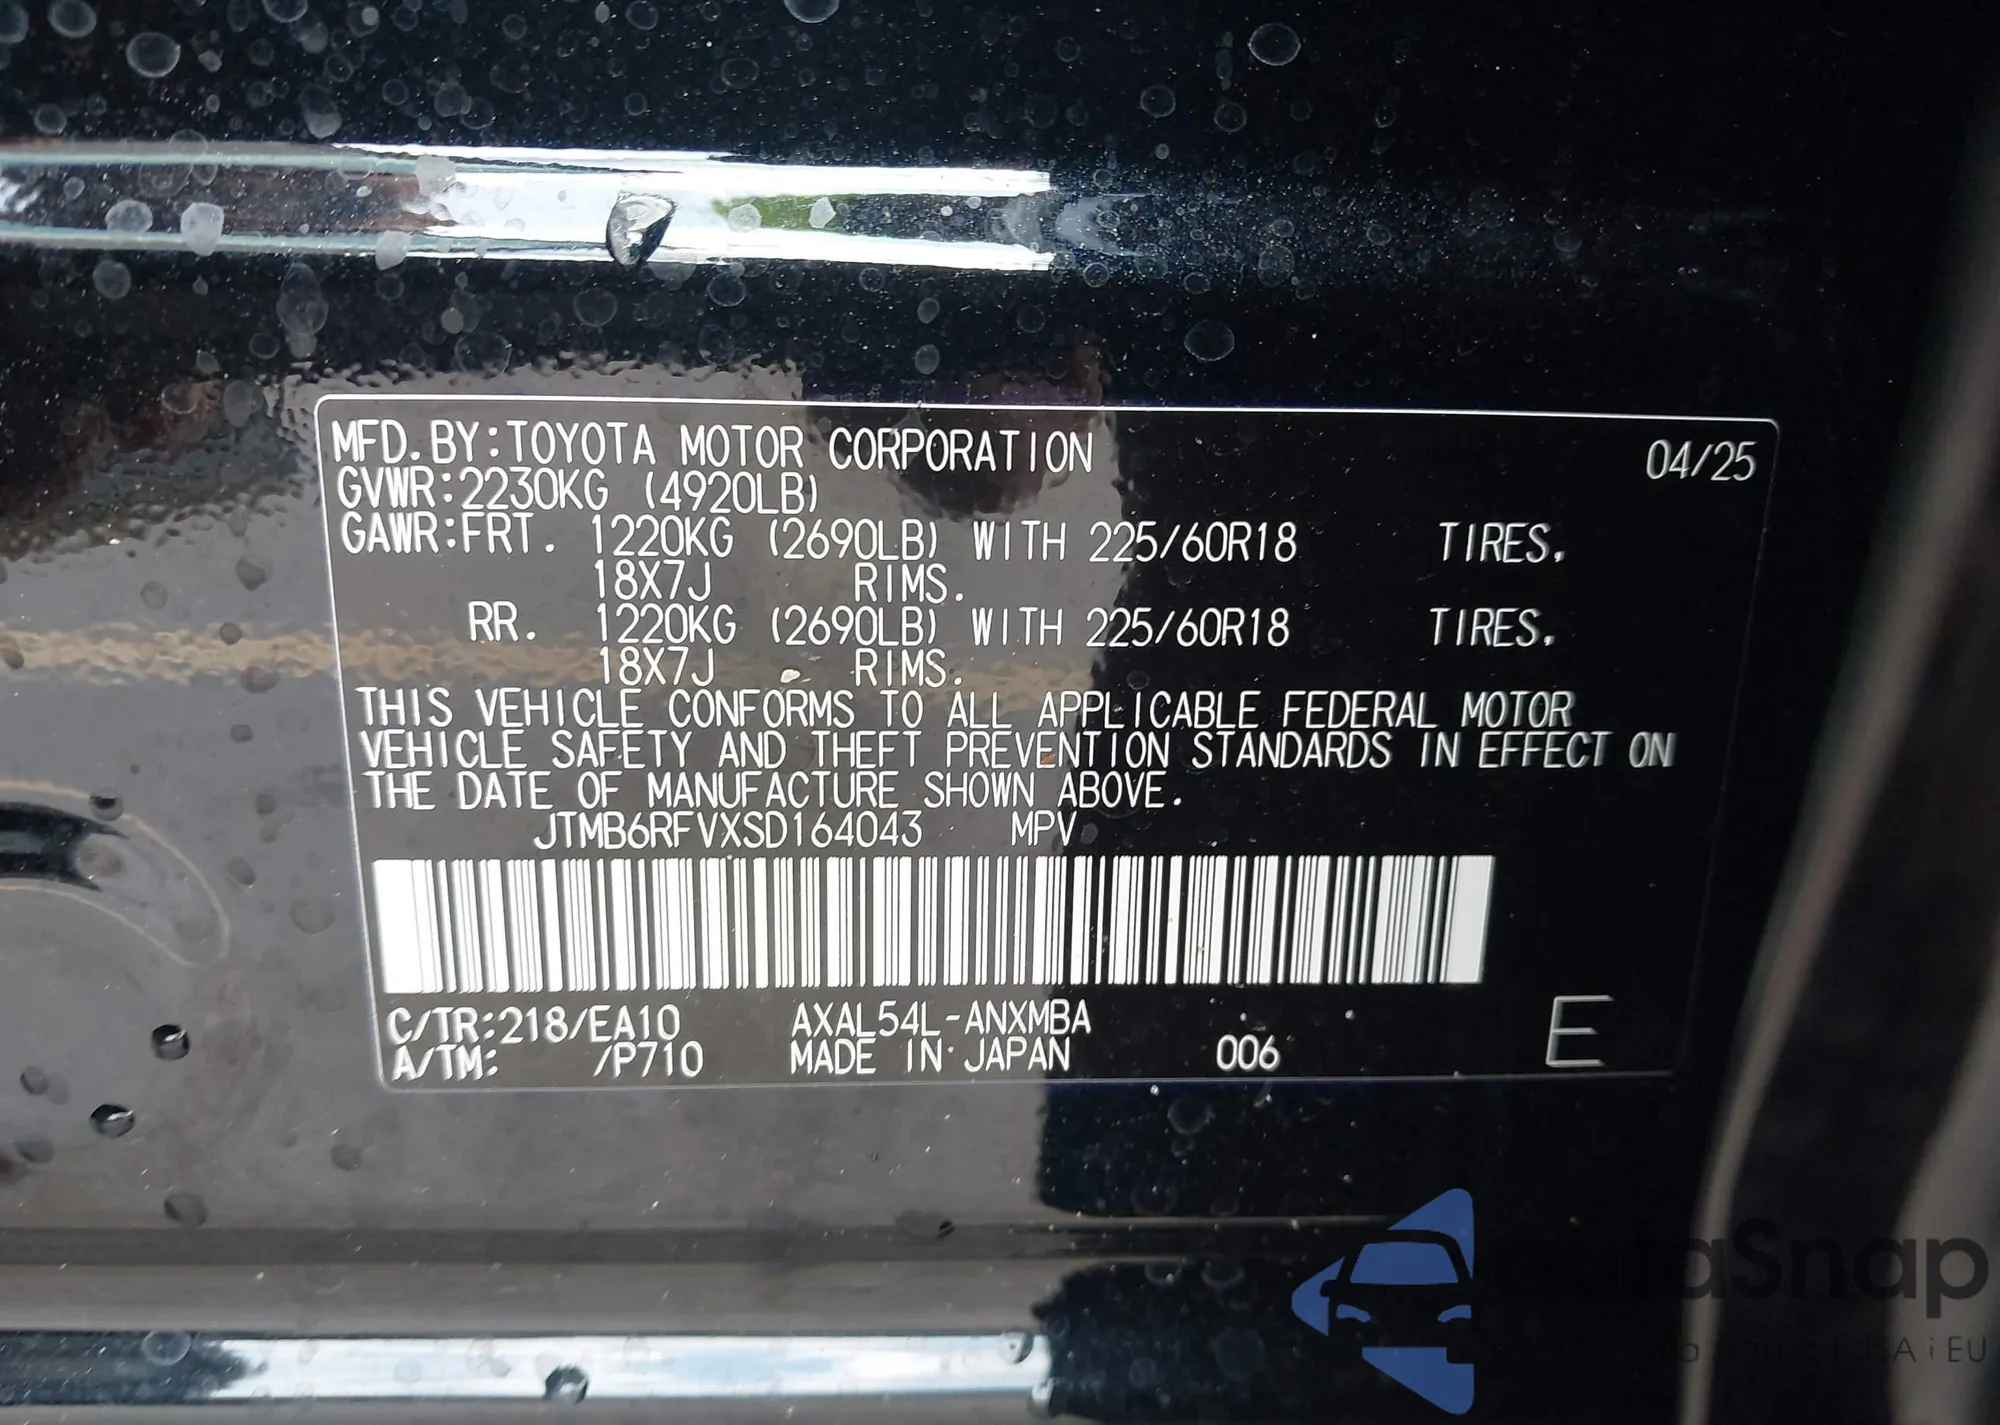 MFD.BY:TOYOTA MOTOR CORPORATION 04/25
GVWR:2230KG (4920LB)
GAWR:FRT. 1220KG (2690LB) WITH 225/60R18 TIRES,
18X7J RIMS.
RR. 1220KG (2690LB) WITH 225/60R18 TIRES,
18X7J RIMS.
THIS VEHICLE CONFORMS TO ALL APPLICABLE FEDERAL MOTOR
VEHICLE SAFETY AND THEFT PREVENTION STANDARDS IN EFFECT ON
THE DATE OF MANUFACTURE SHOWN ABOVE.
JTMB6RFVXSD164043 MPV
C/TR:218/EA10 AXAL54L-ANXMBA
A/TM: /P710 MADE IN JAPAN 006 E
autaSnap
USA i EU